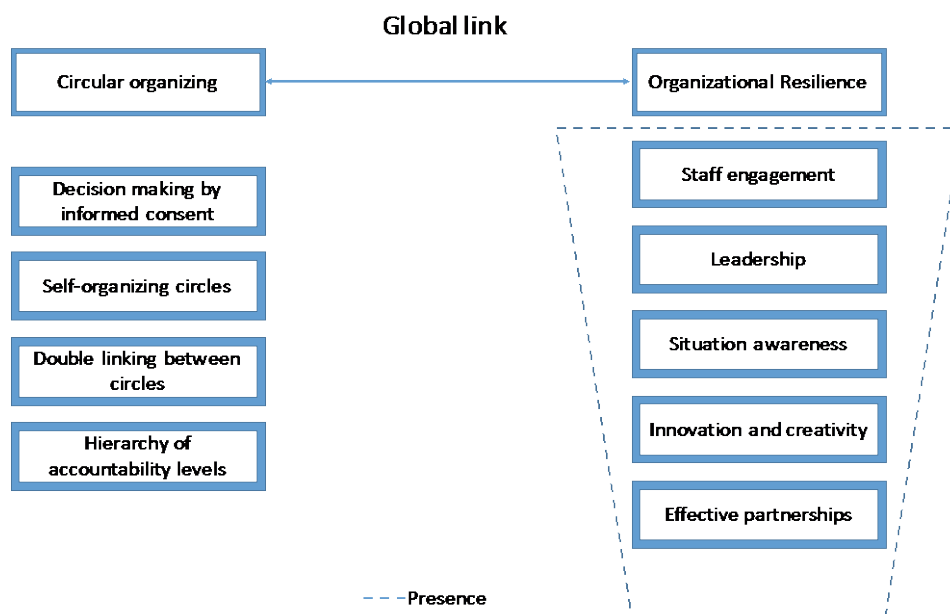 Global link
Circular organizing
Organizational Resilience
Decision making by
informed consent
Self-organizing circles
Double linking between
circles
Hierarchy of
accountability levels
Staff engagement
Leadership
Situation awareness
Innovation and creativity
Effective partnerships
Presence